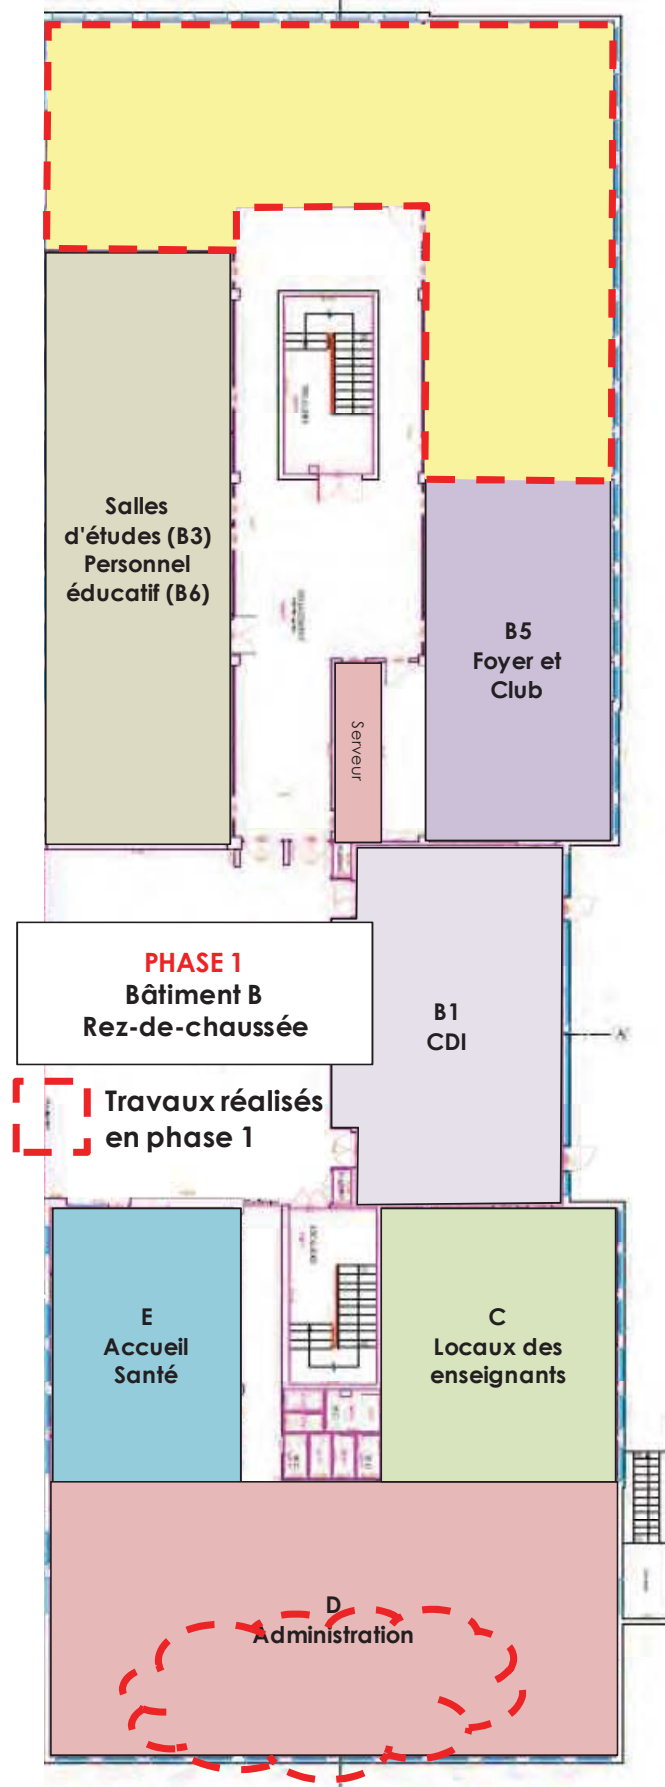 Salles
d'études (B3)
Personnel
éducatif (B6)
B5
Foyer et
Club
Serveur
PHASE 1
Bâtiment B
Rez-de-chaussée
B1
CDI
Travaux réalisés
en phase 1
E
Accueil
Santé
C
Locaux des
enseignants
D
Administration